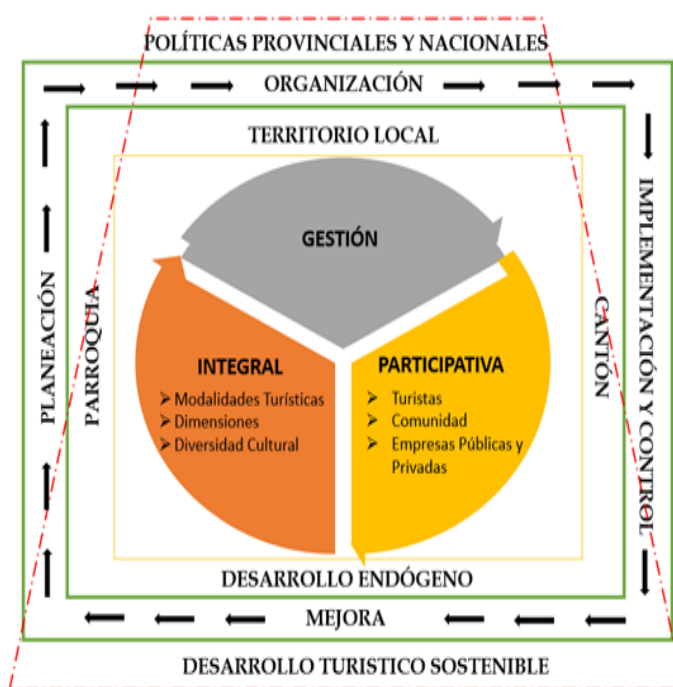 POLÍTICAS PROVINCIALES Y NACIONALES
ORGANIZACIÓN
TERRITORIO LOCAL
PLANEACIÓN
PARROQUIA
GESTIÓN
INTEGRAL
➢ Modalidades Turísticas
➢ Dimensiones
➢ Diversidad Cultural
PARTICIPATIVA
➢ Turistas
➢ Comunidad
➢ Empresas Públicas y
Privadas
CANTÓN
IMPLEMENTACIÓN Y CONTROL
DESARROLLO ENDÓGENO
MEJORA
DESARROLLO TURISTICO SOSTENIBLE